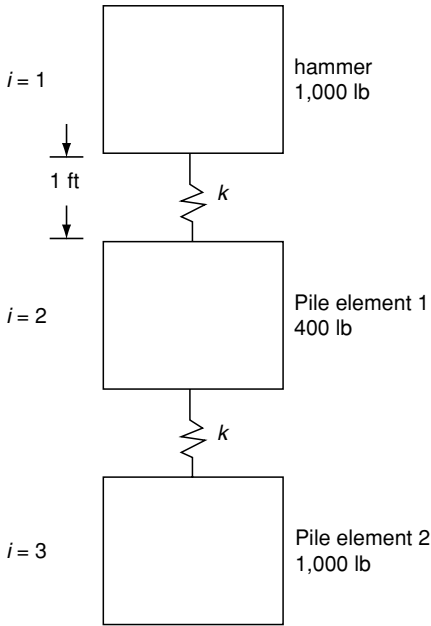 i = 1
hammer
1,000 lb
1 ft
k
i = 2
Pile element 1
400 lb
k
i = 3
Pile element 2
1,000 lb